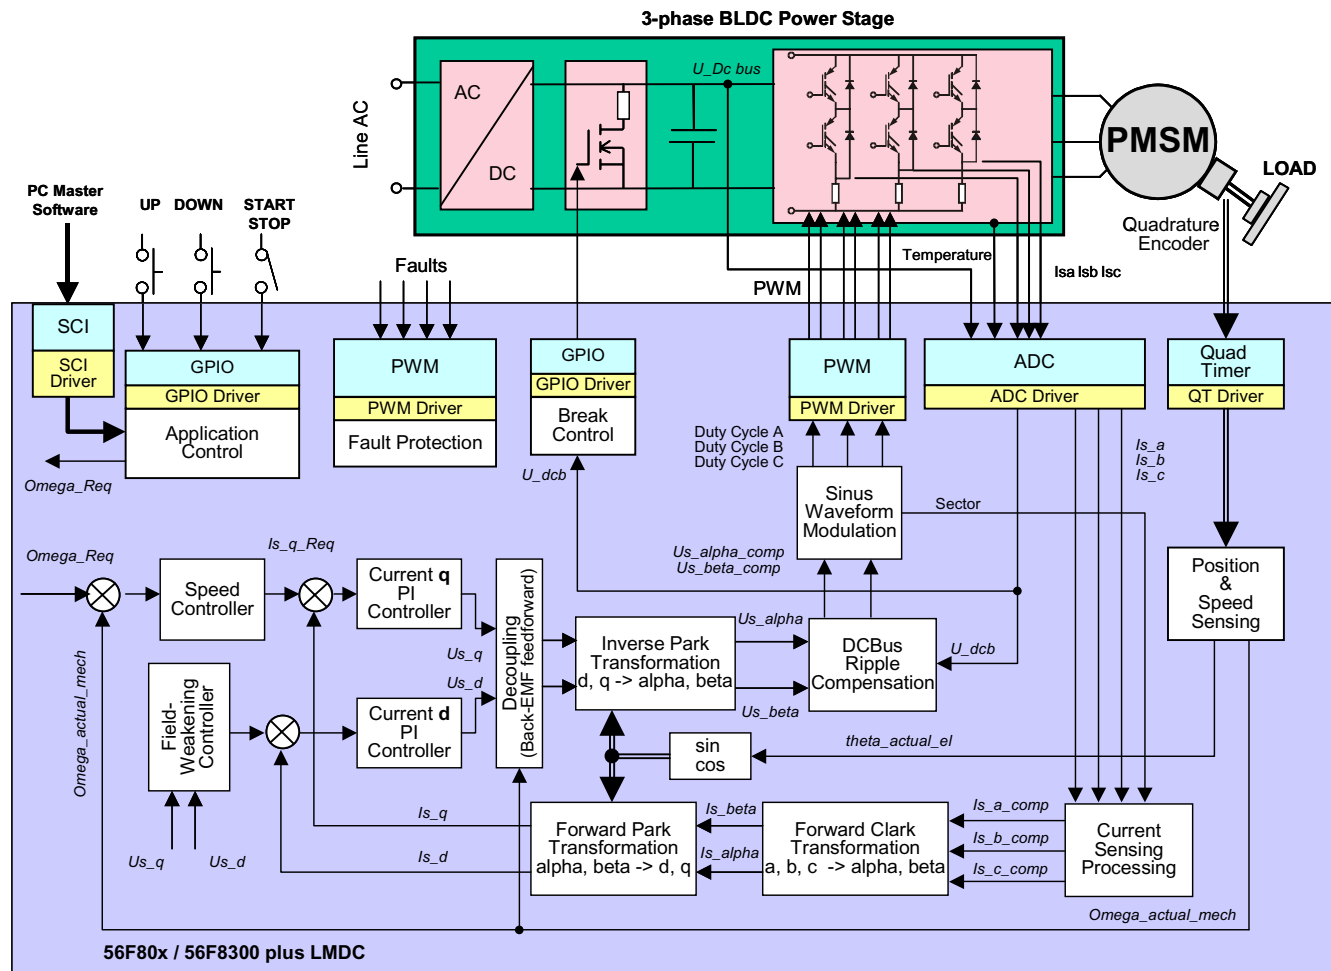 3-phase BLDC Power Stage
U_Dc bus
AC
DC
Line AC
PMSM
LOAD
Quadrature
Encoder
PC Master
Software
UP
DOWN
START
STOP
Faults
Temperature
PWM
Isa Isb Isc
SCI
SCI
Driver
GPIO
GPIO Driver
Application
Control
Omega_Req
PWM
PWM Driver
Fault Protection
GPIO
GPIO Driver
Break
Control
U_dcb
PWM
PWM Driver
Duty Cycle A
Duty Cycle B
Duty Cycle C
ADC
ADC Driver
Is_a
Is_b
Is_c
Quad
Timer
QT Driver
Sinus
Waveform
Modulation
Sector
Us_alpha_comp
Us_beta_comp
Position
&
Speed
Sensing
Omega_Req
Speed
Controller
Is_q_Req
Current q
PI
Controller
Us_q
Us_d
Decoupling
(Back-EMF feedforward)
Inverse Park
Transformation
d, q -> alpha, beta
Us_alpha
Us_beta
DCBus
Ripple
Compensation
U_dcb
Omega_actual_mech
Field-
Weakening
Controller
Current d
PI
Controller
sin
cos
theta_actual_el
Us_q
Us_d
Is_q
Is_d
Forward Park
Transformation
alpha, beta -> d, q
Is_beta
Is_alpha
Forward Clark
Transformation
a, b, c -> alpha, beta
Is_a_comp
Is_b_comp
Is_c_comp
Current
Sensing
Processing
Omega_actual_mech
56F80x / 56F8300 plus LMDC